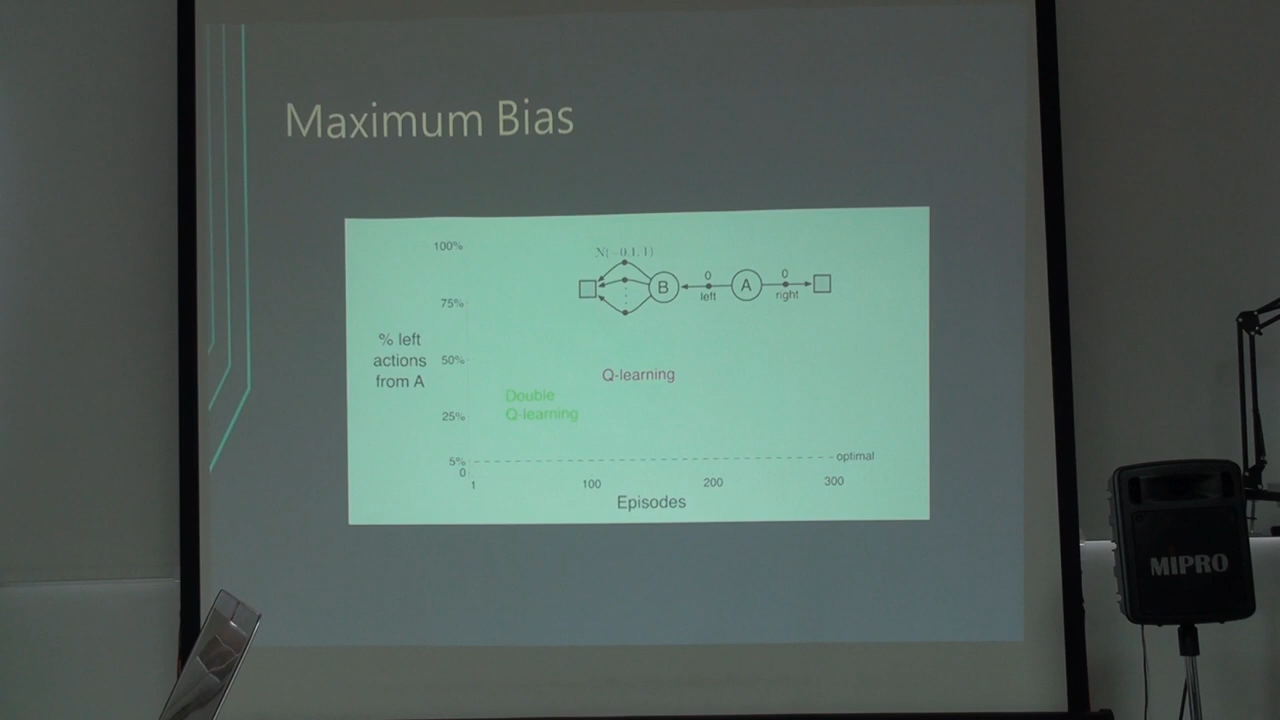 Maximum Bias
100%
N(−0.1, 1)
B
0
left
A
0
right
75%
% left
actions
from A
50%
Q-learning
Double
Q-learning
25%
5%
optimal
0
1
100
200
300
Episodes
MIPRO